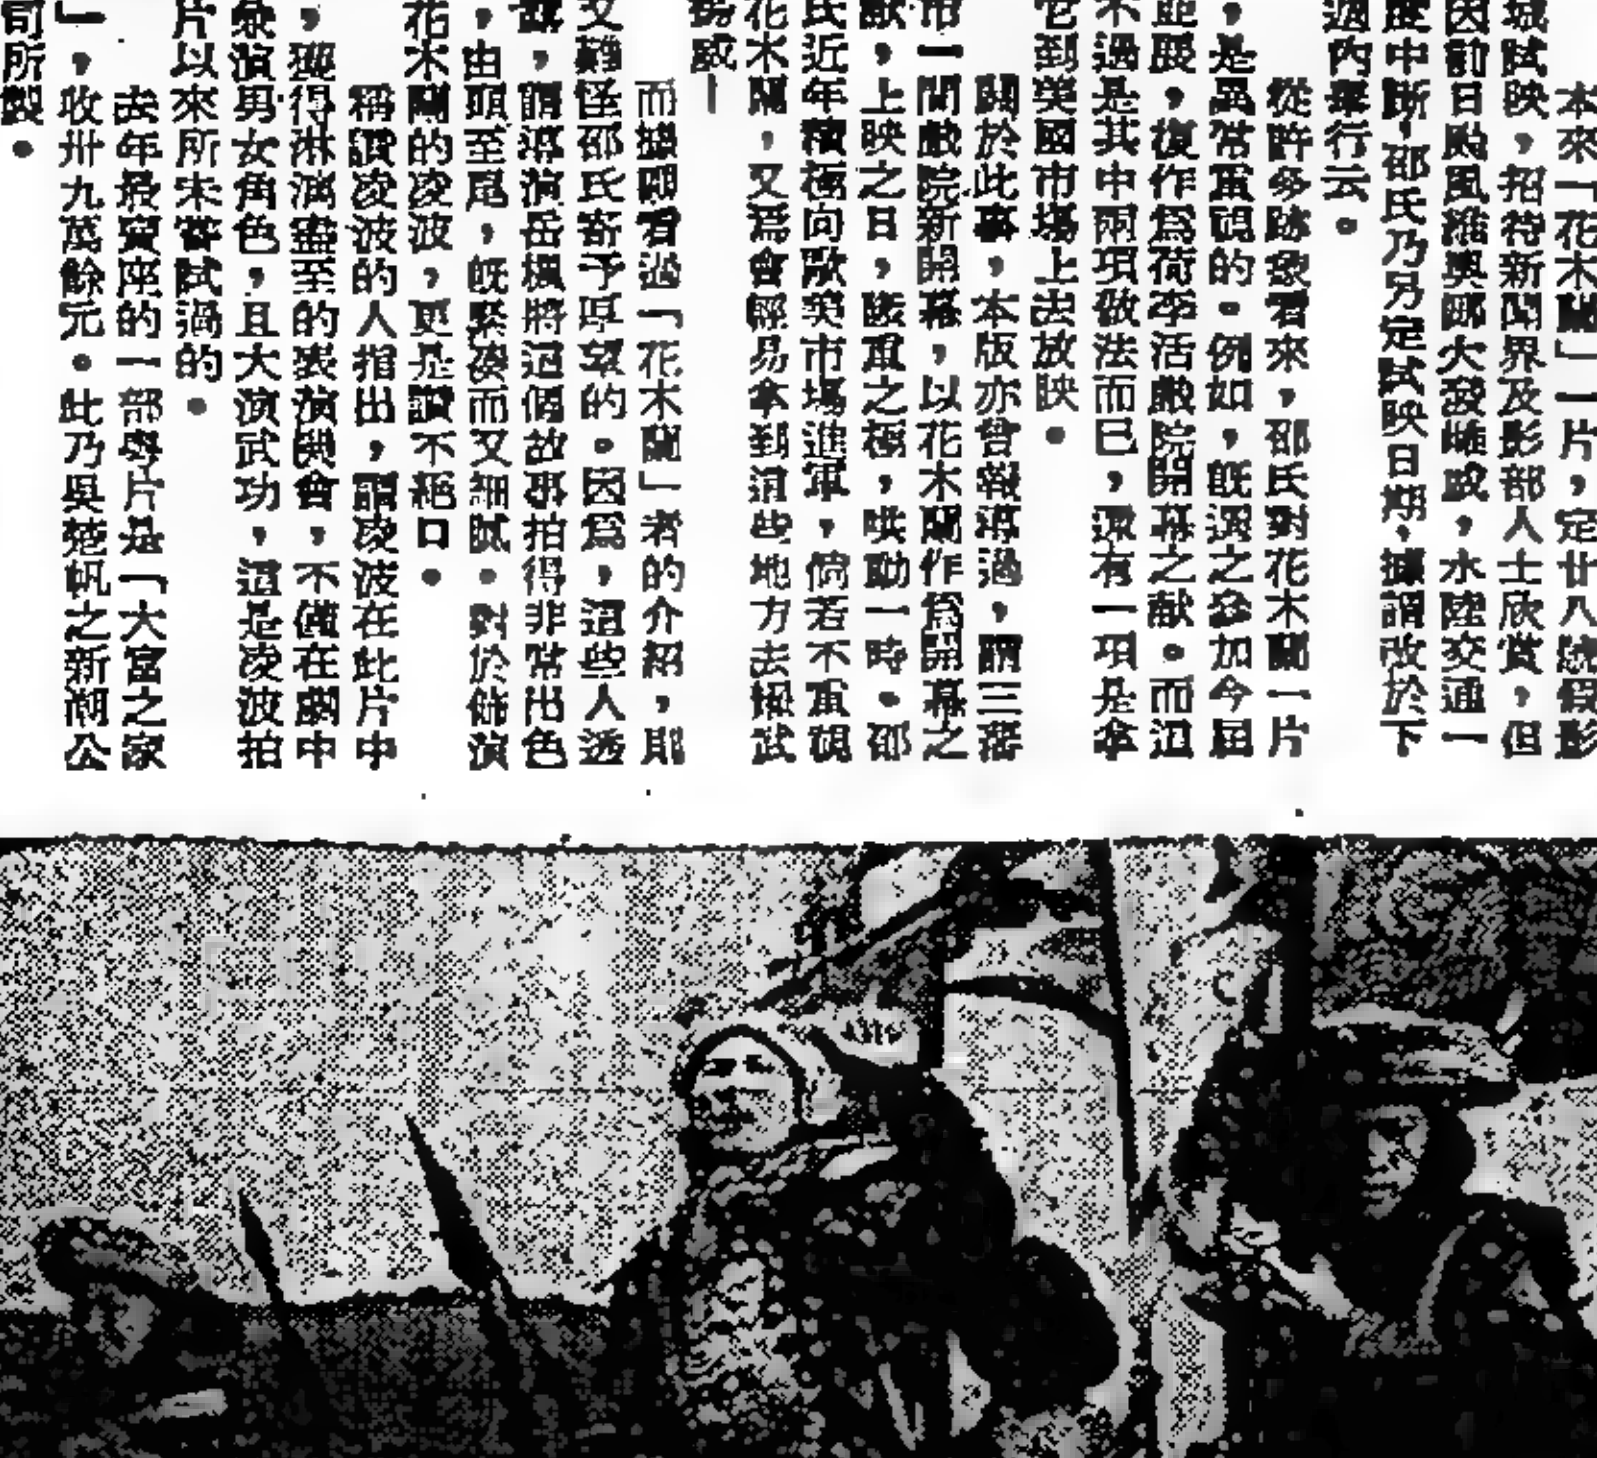 本來「花木蘭」一片，定廿八號假影
城試映，招待新聞界及影部人士欣賞，但
因前日颱風維奧娜大發雌威，水陸交通一
度中斷，邵氏乃另定試映日期，據謂改於下
週內舉行云。
從許多跡象看來，邵氏對花木蘭一片
，是異常重視的。例如，旣選之參加今屆
距展，復作爲荷李活戲院開幕之献。而這
不過是其中兩項做法而已，還有一項是拿
它到美國市塲上去放映。
關於此事，本版亦曾報導過，謂三藩
市一間戲院新開幕，以花木蘭作爲開幕之
献，上映之日，隆重之極，哄動一時。邵
氏近年積極向歐美市塲進軍，倘若不重視
花木蘭，又爲會輕易拿到這些地方去揚武
揚威—
而據剛看過「花木蘭」者的介紹，則
又難怪邵氏寄予厚望的。因爲，這些人透
露，謂導演岳楓將這個故事拍得非常出色
，由頭至尾，旣緊湊而又細膩。對於飾演
花木蘭的凌波，更是讚不絕口。
稱讚凌波的人指出，謂凌波在此片中
，獲得淋漓盡至的表演機會，不僅在劇中
兼演男女角色，且大演武功，這是凌波拍
片以來所未嘗試過的。
去年最賣座的一部粵片是「大富之家
」，收卅九萬餘元。此乃吳楚帆之新潮公
司所製。